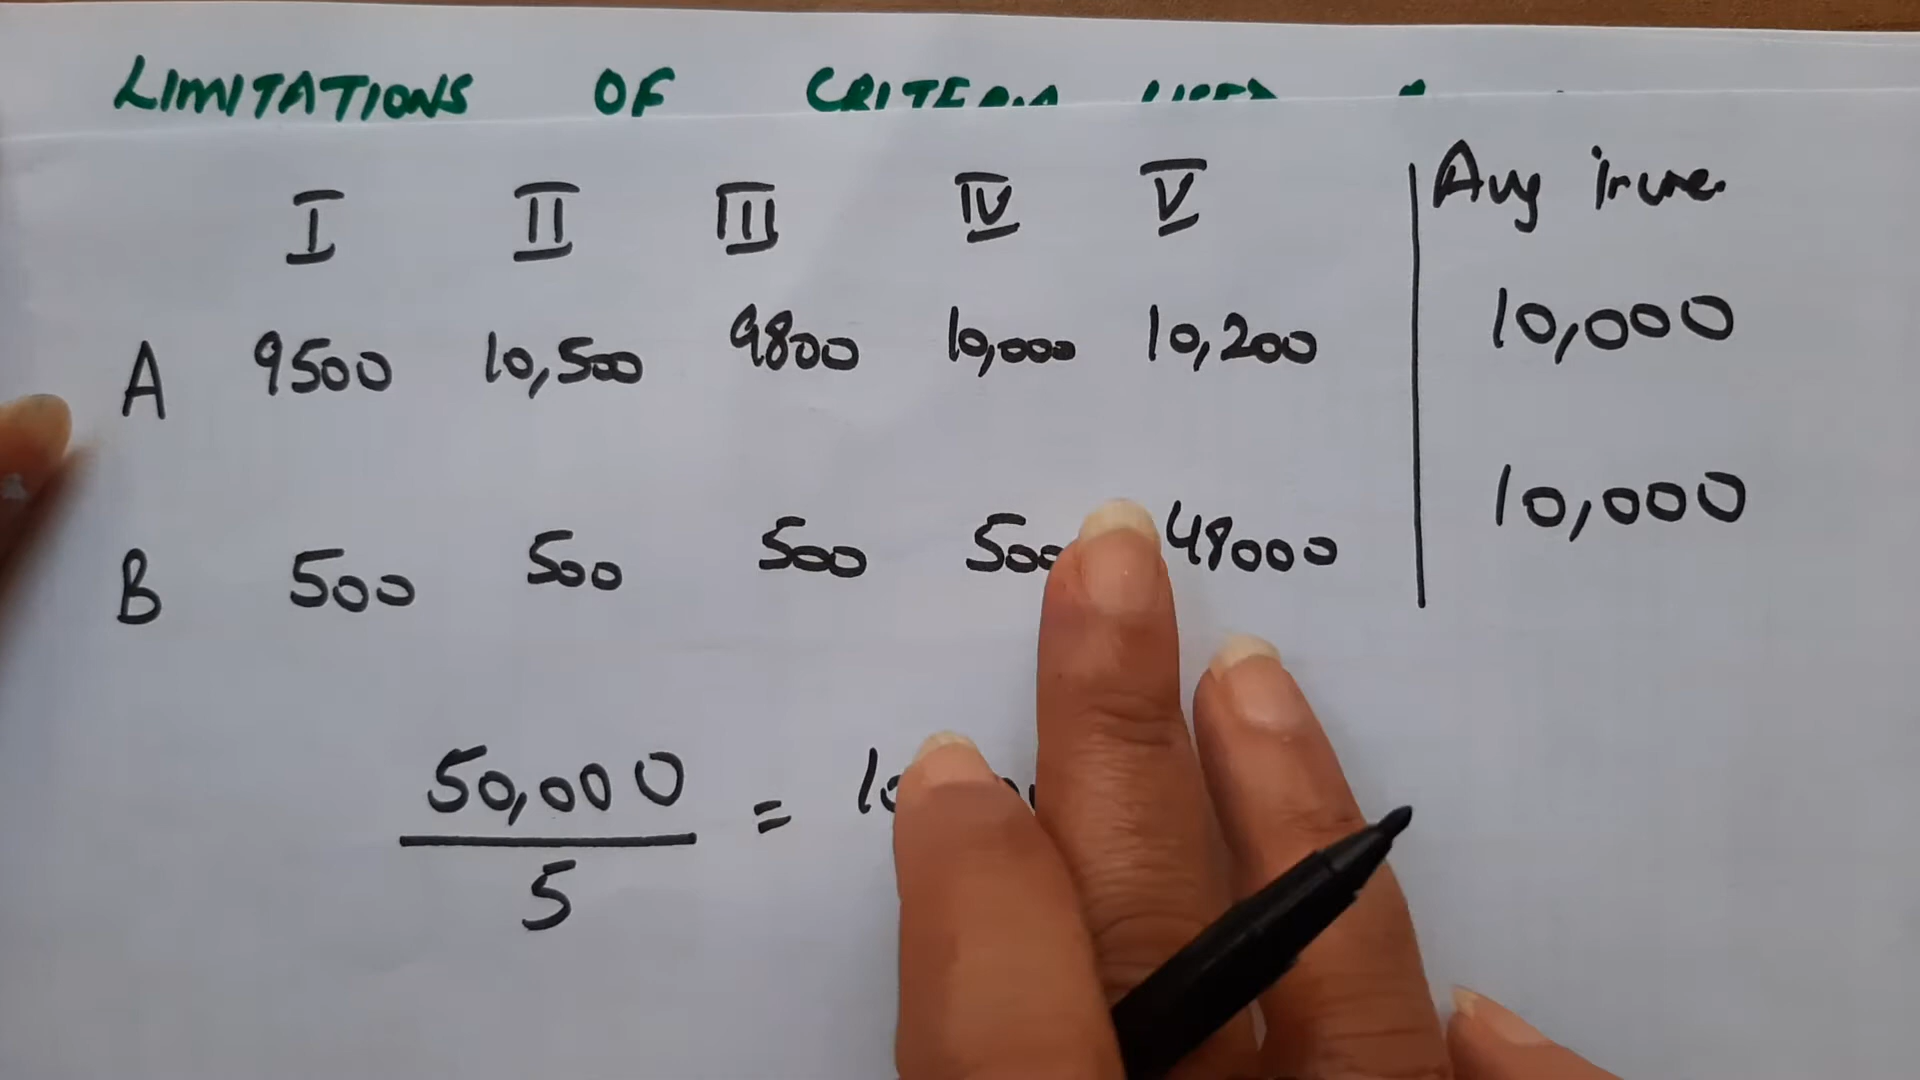 LIMITATIONS OF
I II III IV V Avg
A 9500 10,500 9800 10,000 10,200 10,000
B 500 500 500 500 48000 10,000
50,000 =
5